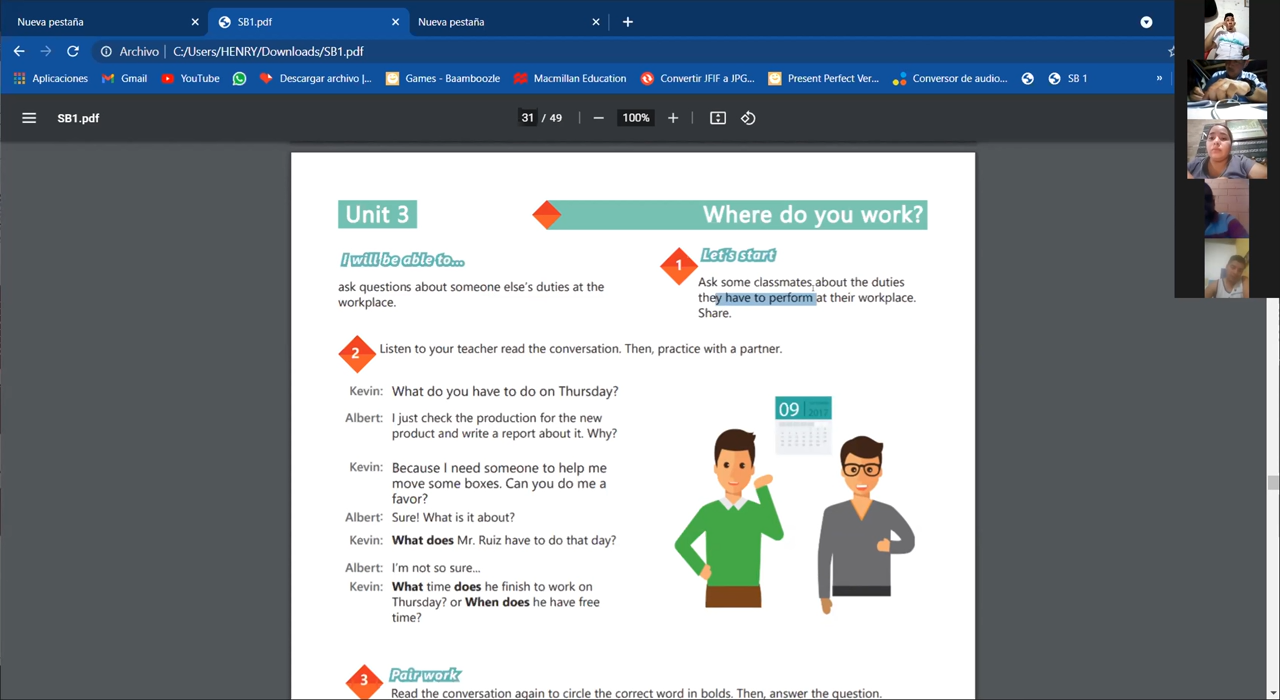 Nueva pestaña
SB1.pdf
Nueva pestaña
Archivo
C:/Users/HENRY/Downloads/SB1.pdf
Aplicaciones
Gmail
YouTube
Descargar archivo |...
Games - Baamboozle
Macmillan Education
Convertir JFIF a JPG...
Present Perfect Ver...
Conversor de audio...
SB 1
»
SB1.pdf
31 / 49
100%
Unit 3
Where do you work?
I will be able to...
ask questions about someone else's duties at the
workplace.
1
Let's start
Ask some classmates about the duties
they have to perform at their workplace.
Share.
2
Listen to your teacher read the conversation. Then, practice with a partner.
Kevin: What do you have to do on Thursday?
Albert: I just check the production for the new
product and write a report about it. Why?
Kevin: Because I need someone to help me
move some boxes. Can you do me a
favor?
Albert: Sure! What is it about?
Kevin: What does Mr. Ruiz have to do that day?
Albert: I'm not so sure...
Kevin: What time does he finish to work on
Thursday? or When does he have free
time?
09
2017
3
Pair work
Read the conversation again to circle the correct word in bolds. Then, answer the question.